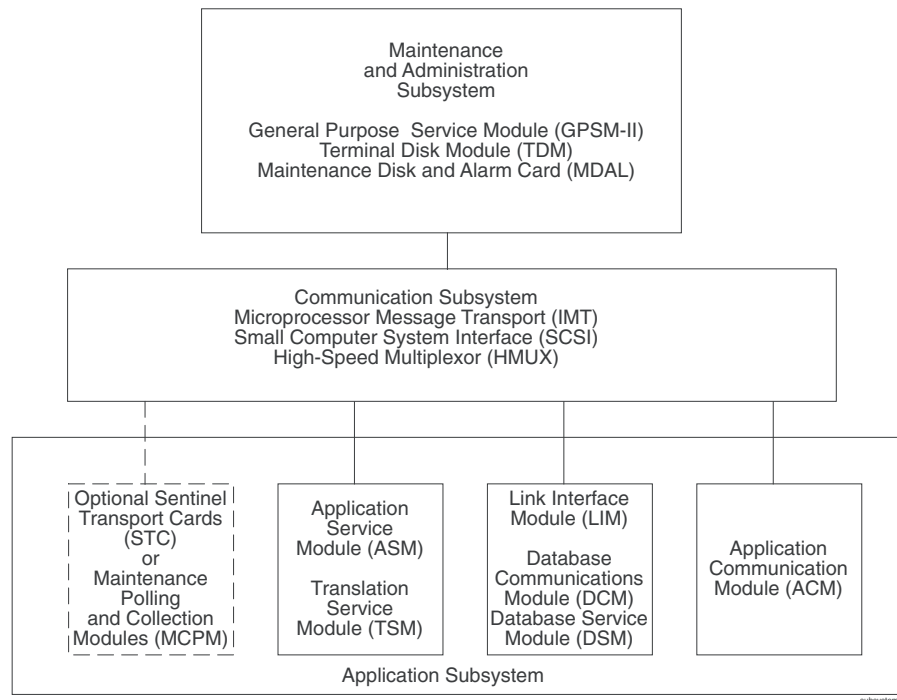 Maintenance
and Administration
Subsystem
General Purpose Service Module (GPSM-II)
Terminal Disk Module (TDM)
Maintenance Disk and Alarm Card (MDAL)
Communication Subsystem
Microprocessor Message Transport (IMT)
Small Computer System Interface (SCSI)
High-Speed Multiplexor (HMUX)
Optional Sentinel
Transport Cards
(STC)
or
Maintenance
Polling
and Collection
Modules (MCPM)
Application
Service
Module (ASM)
Translation
Service
Module (TSM)
Link Interface
Module (LIM)
Database
Communications
Module (DCM)
Database Service
Module (DSM)
Application
Communication
Module (ACM)
Application Subsystem